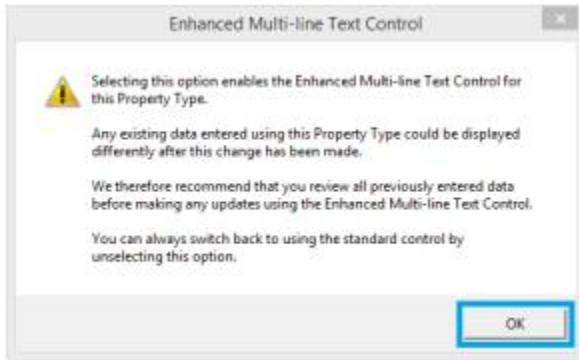 Enhanced Multi-line Text Control
Selecting this option enables the Enhanced Multi-line Text Control for
this Property Type.
Any existing data entered using this Property Type could be displayed
differently after this change has been made.
We therefore recommend that you review all previously entered data
before making any updates using the Enhanced Multi-line Text Control.
You can always switch back to using the standard control by
unselecting this option.
OK